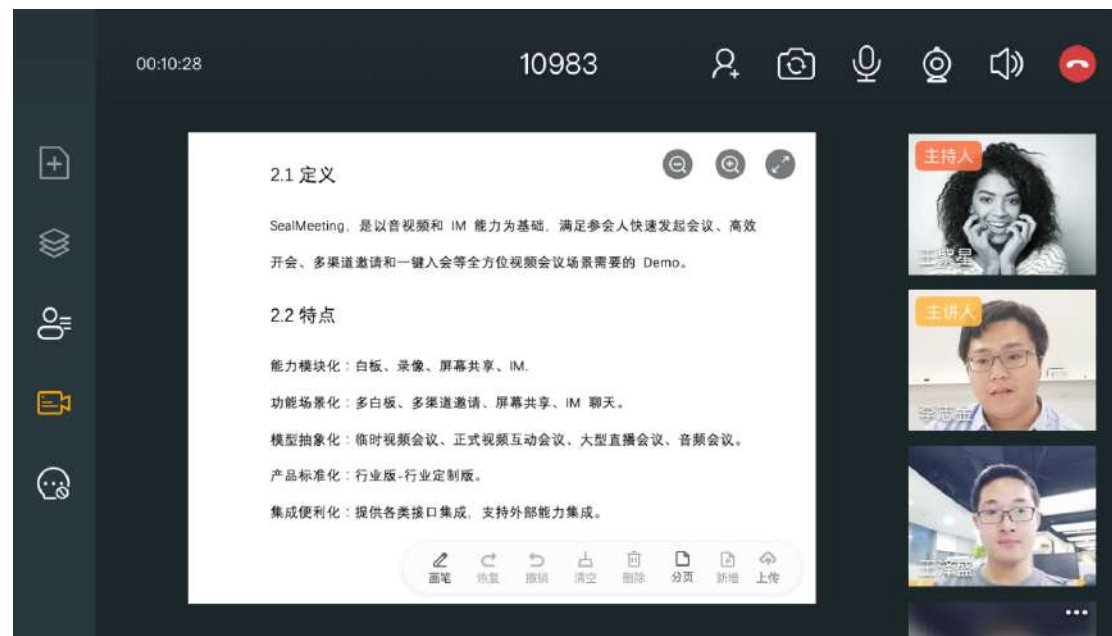 00:10:28
10983
2.1 定义
SealMeeting, 是以音视频和 IM 能力为基础, 满足参会人快速发起会议、高效
开会、多渠道邀请和一键入会等全方位视频会议场景需要的 Demo。
2.2 特点
能力模块化：白板、录像、屏幕共享、IM.
功能场景化：多白板、多渠道邀请、屏幕共享、IM 聊天。
模型抽象化：临时视频会议、正式视频互动会议、大型直播会议、音频会议。
产品标准化：行业版-行业定制版。
集成便利化：提供各类接口集成, 支持外部能力集成。
画笔 恢复 撤销 清空 删除 分页 新增 上传
主持人
王紫星
主讲人
李志金
王泽盛